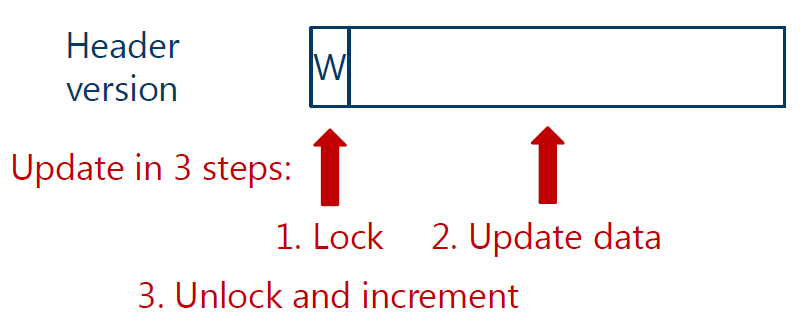 Header
version
W
Update in 3 steps:
1. Lock
2. Update data
3. Unlock and increment